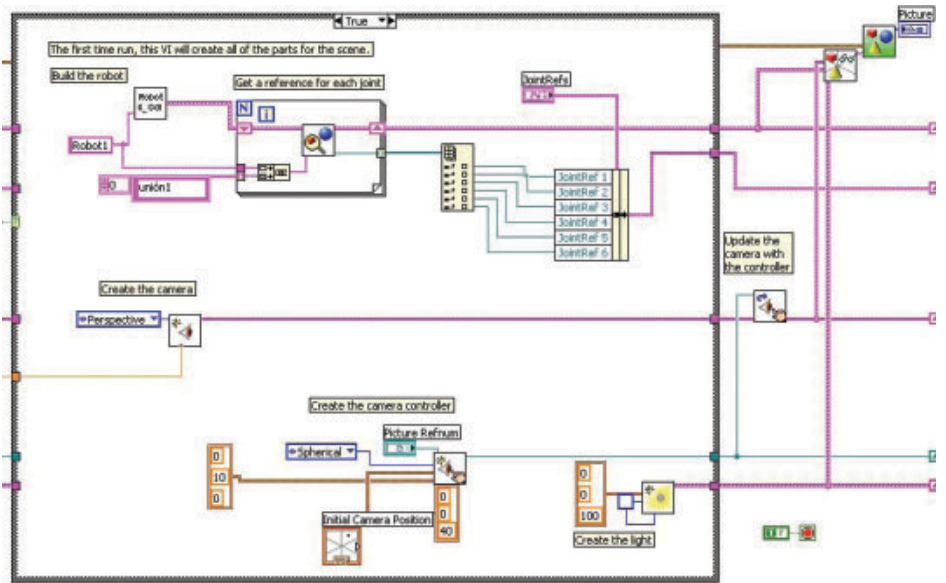 True
Picture
The first time run, this VI will create all of the parts for the scene.
Build the robot
Get a reference for each joint
JointRefs
Robot
N
i
Robot1
0
unión1
JointRef 1
JointRef 2
JointRef 3
JointRef 4
JointRef 5
JointRef 6
Update the
camera with
the controller
Create the camera
Perspective
Create the camera controller
Picture Refnum
Spherical
0
10
0
0
0
40
0
0
100
Initial Camera Position
Create the light